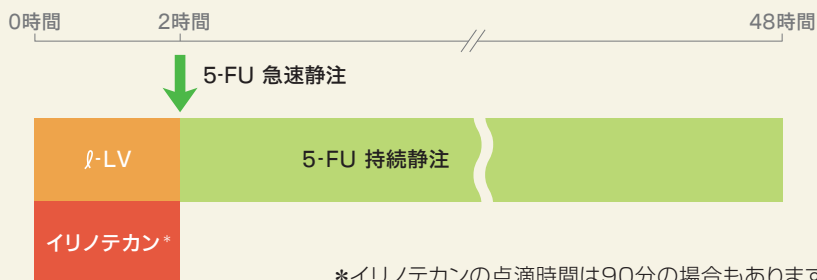 0時間 2時間 48時間
5-FU 急速静注
ℓ-LV 5-FU 持続静注
イリノテカン*
*イリノテカンの点滴時間は90分の場合もあります